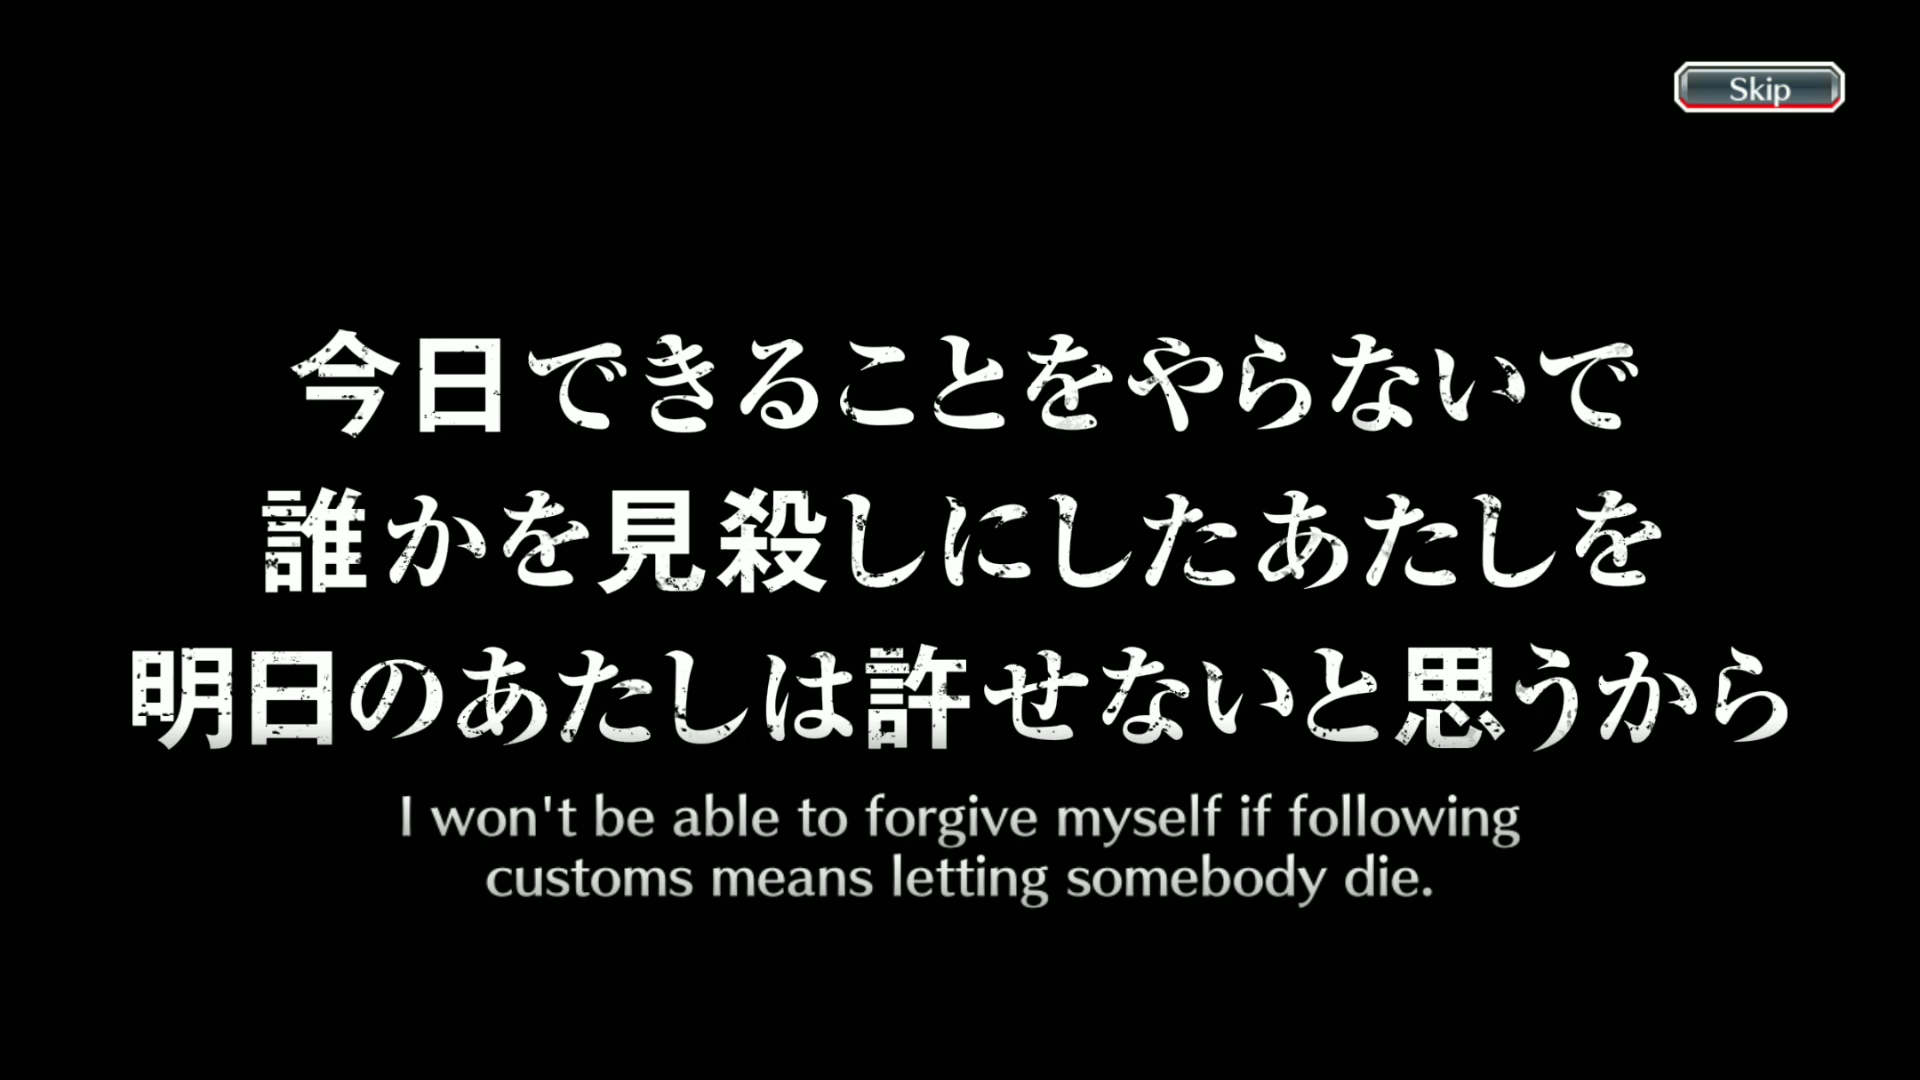 Skip
今日できることをやらないで
誰かを見殺しにしたあたしを
明日のあたしは許せないと思うから
I won't be able to forgive myself if following
customs means letting somebody die.